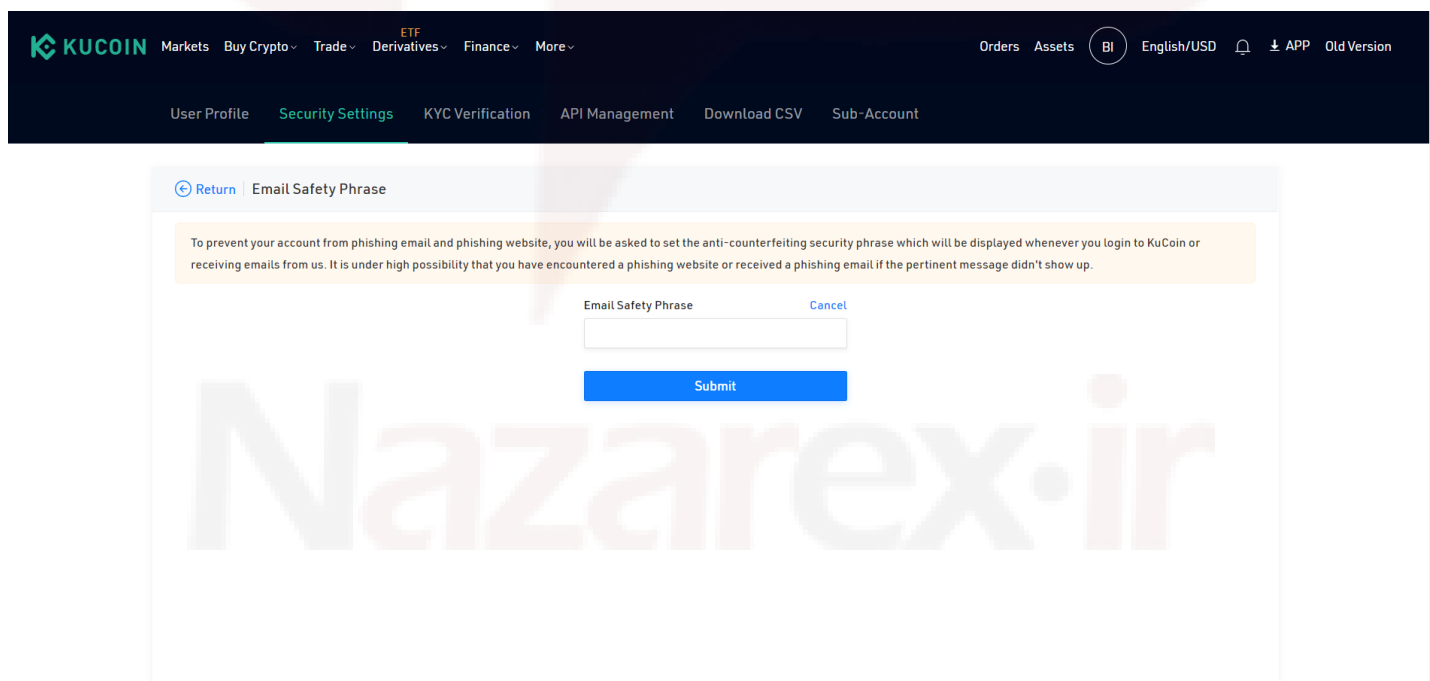 KUCOIN Markets Buy Crypto Trade Derivatives ETF Finance More Orders Assets BI English/USD APP Old Version
User Profile Security Settings KYC Verification API Management Download CSV Sub-Account
Return Email Safety Phrase
To prevent your account from phishing email and phishing website, you will be asked to set the anti-counterfeiting security phrase which will be displayed whenever you login to KuCoin or
receiving emails from us. It is under high possibility that you have encountered a phishing website or received a phishing email if the pertinent message didn't show up.
Email Safety Phrase Cancel
Submit
Nazarex.ir